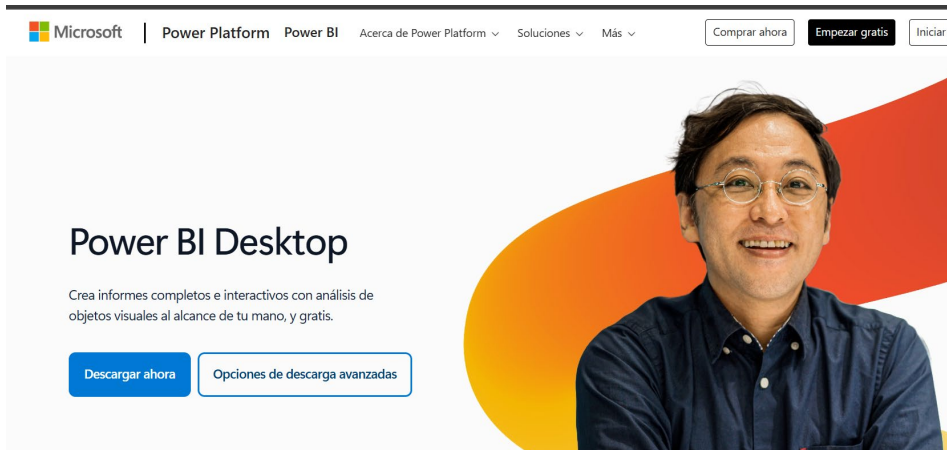 Microsoft Power Platform Power BI Acerca de Power Platform Soluciones Más Comprar ahora Empezar gratis Iniciar
Power BI Desktop
Crea informes completos e interactivos con análisis de
objetos visuales al alcance de tu mano, y gratis.
Descargar ahora Opciones de descarga avanzadas